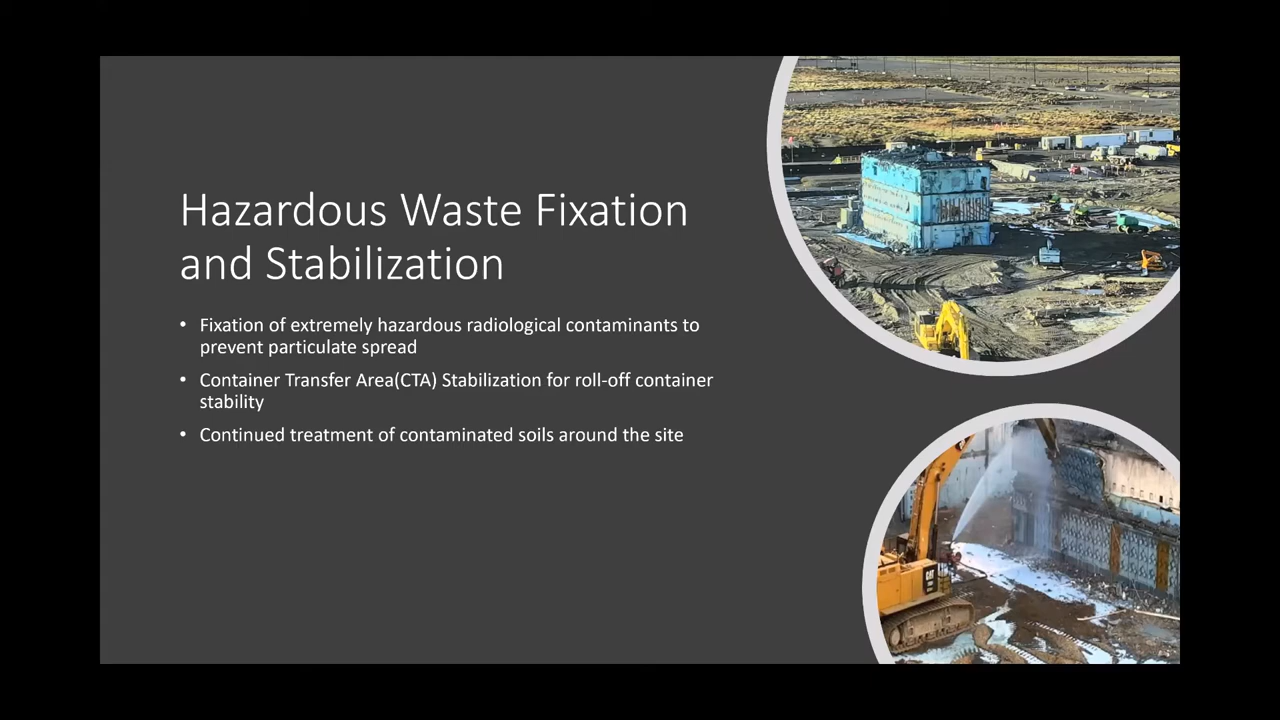 Hazardous Waste Fixation
and Stabilization
• Fixation of extremely hazardous radiological contaminants to
prevent particulate spread
• Container Transfer Area(CTA) Stabilization for roll-off container
stability
• Continued treatment of contaminated soils around the site
CAT